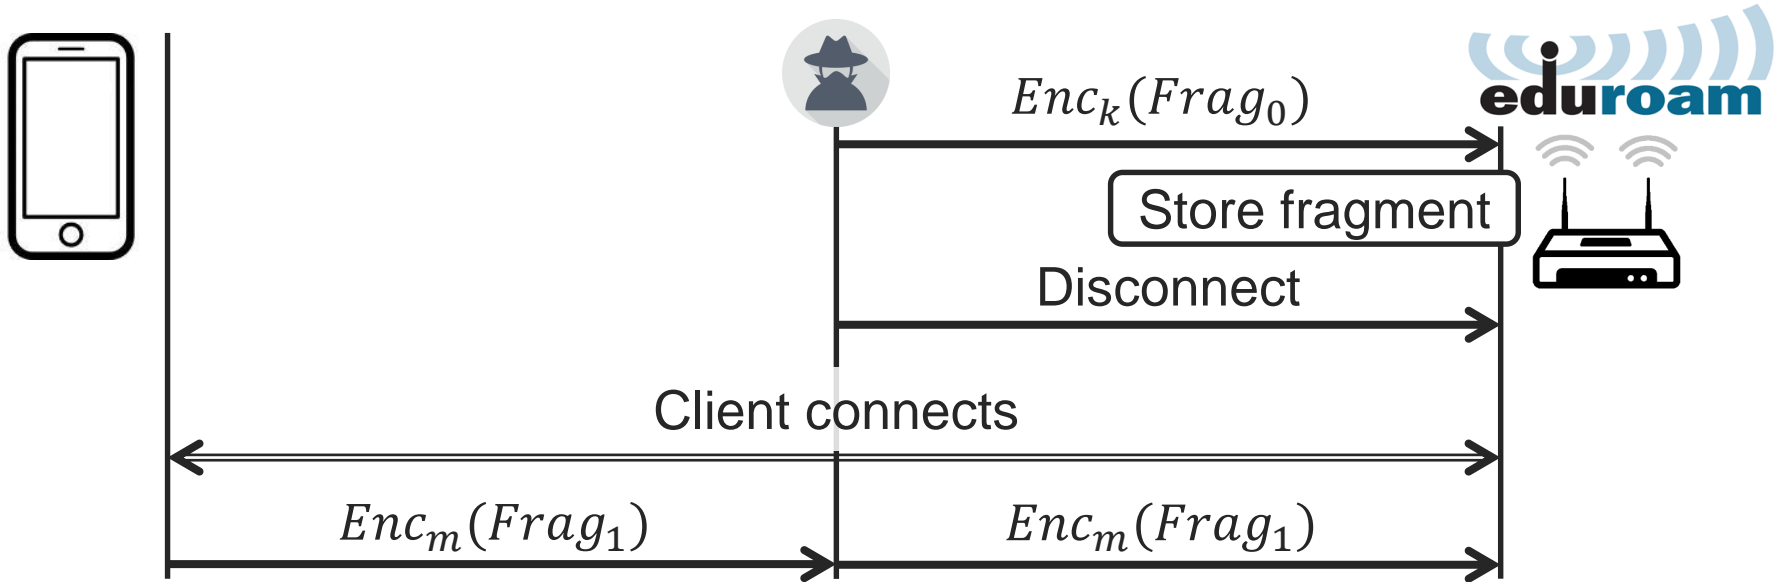 Enc_k(Frag_0)
eduroam
Store fragment
Disconnect
Client connects
Enc_m(Frag_1)
Enc_m(Frag_1)